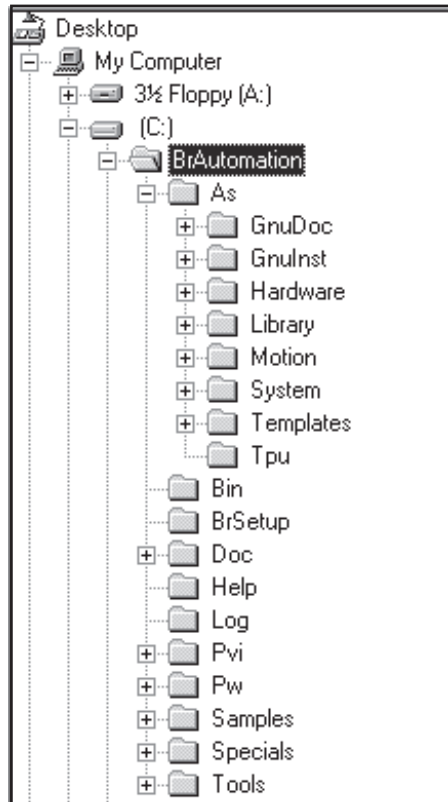 Desktop
My Computer
3½ Floppy (A:)
(C:)
BrAutomation
As
GnuDoc
GnuInst
Hardware
Library
Motion
System
Templates
Tpu
Bin
BrSetup
Doc
Help
Log
Pvi
Pw
Samples
Specials
Tools